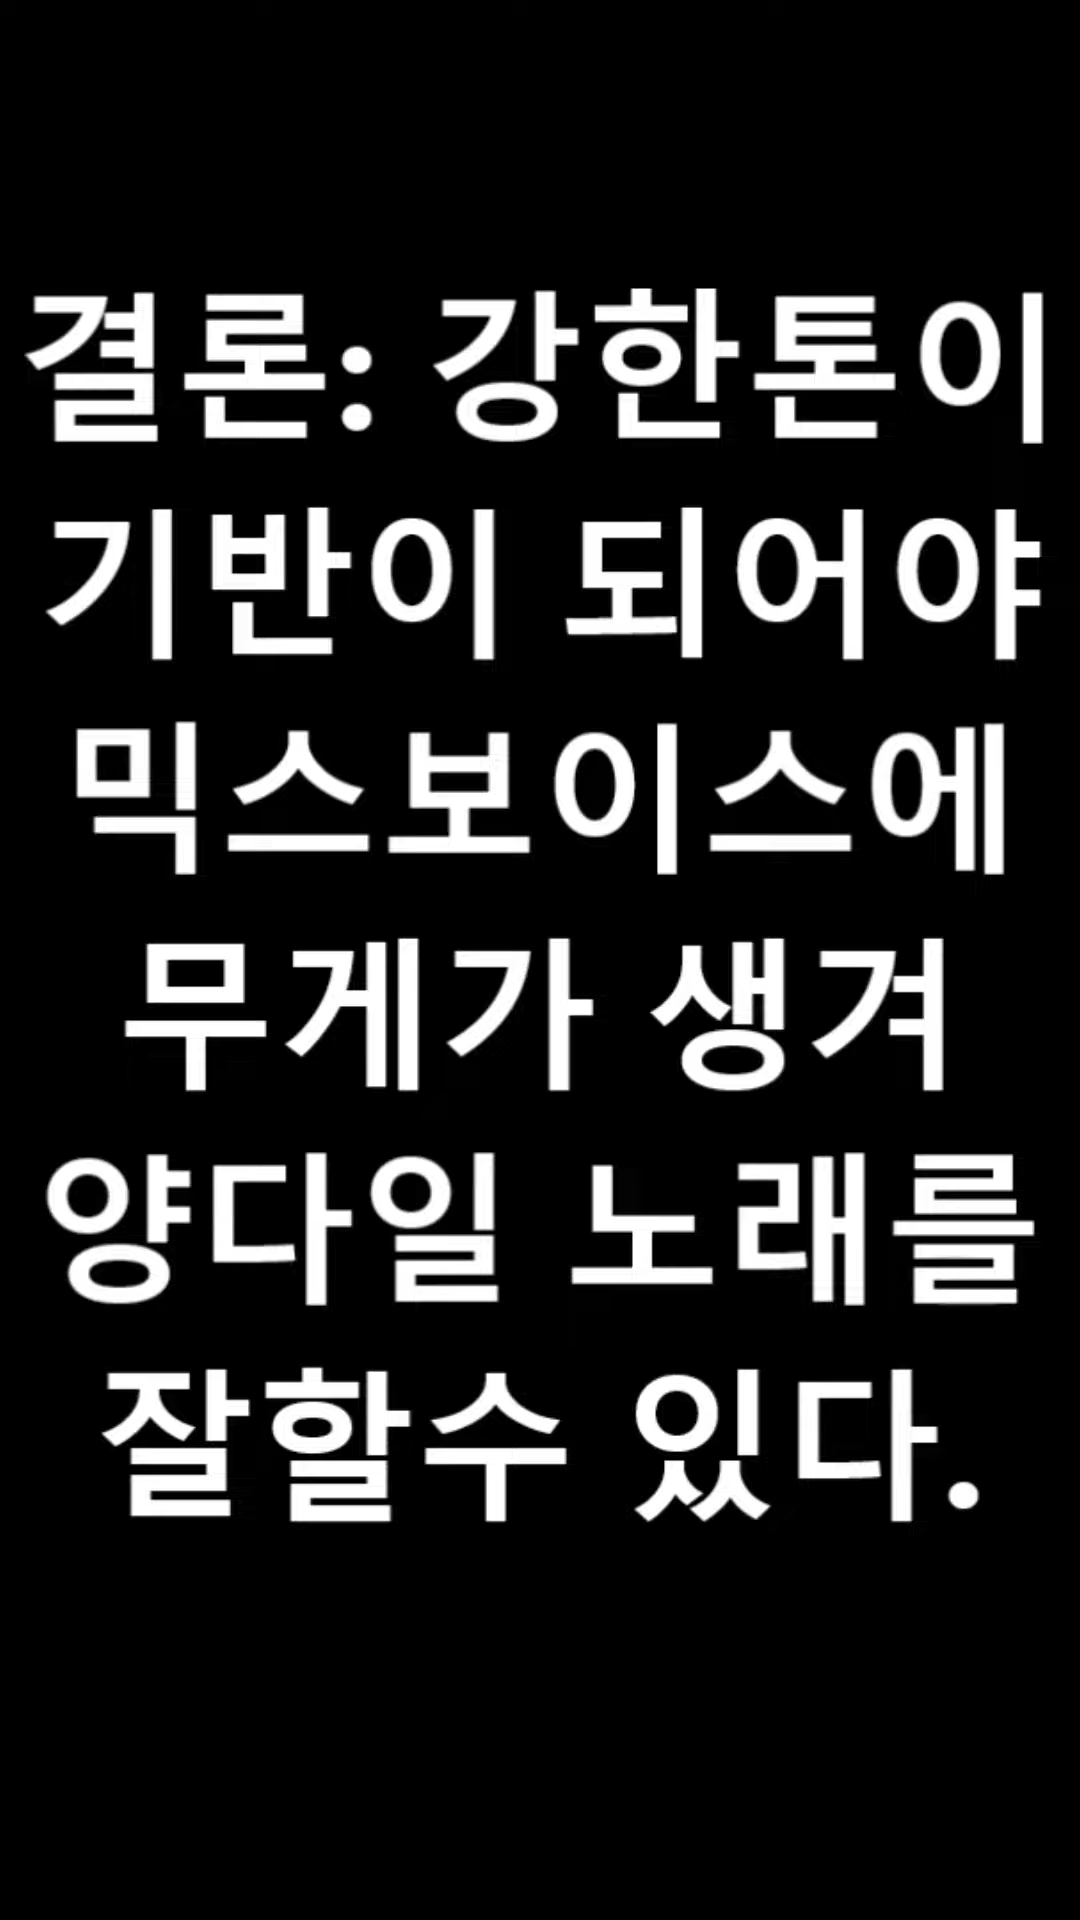 결론: 강한톤이
기반이 되어야
믹스보이스에
무게가 생겨
양다일 노래를
잘할수 있다.